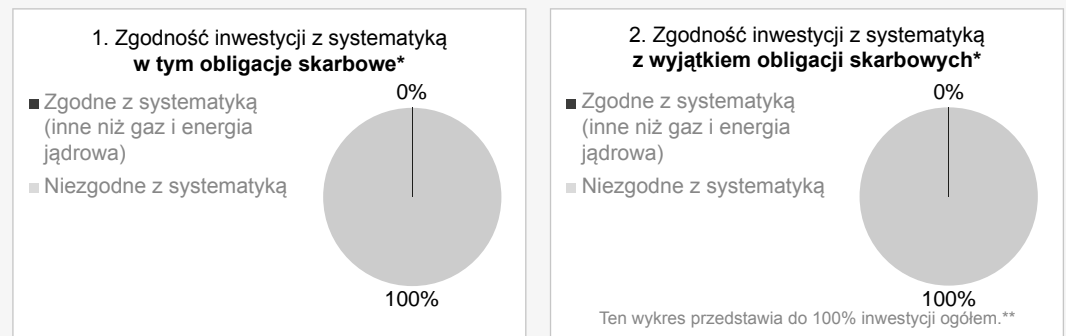 1. Zgodność inwestycji z systematyką
w tym obligacje skarbowe*
Zgodne z systematyką
(inne niż gaz i energia
jądrowa)
Niezgodne z systematyką
0%
100%
2. Zgodność inwestycji z systematyką
z wyjątkiem obligacji skarbowych*
Zgodne z systematyką
(inne niż gaz i energia
jądrowa)
Niezgodne z systematyką
0%
100%
Ten wykres przedstawia do 100% inwestycji ogółem.**